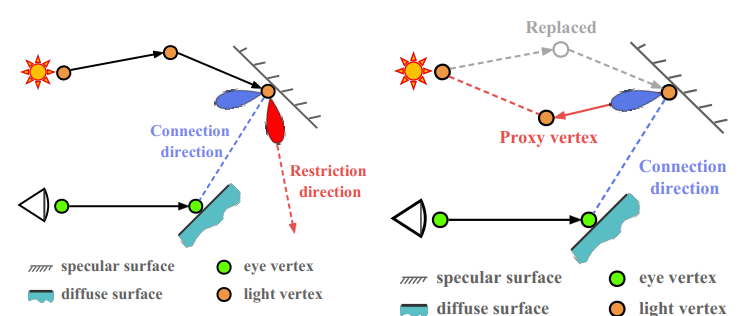 Connection
direction
Restriction
direction
specular surface
eye vertex
diffuse surface
light vertex
Replaced
Proxy vertex
Connection
direction
specular surface
eye vertex
diffuse surface
light vertex